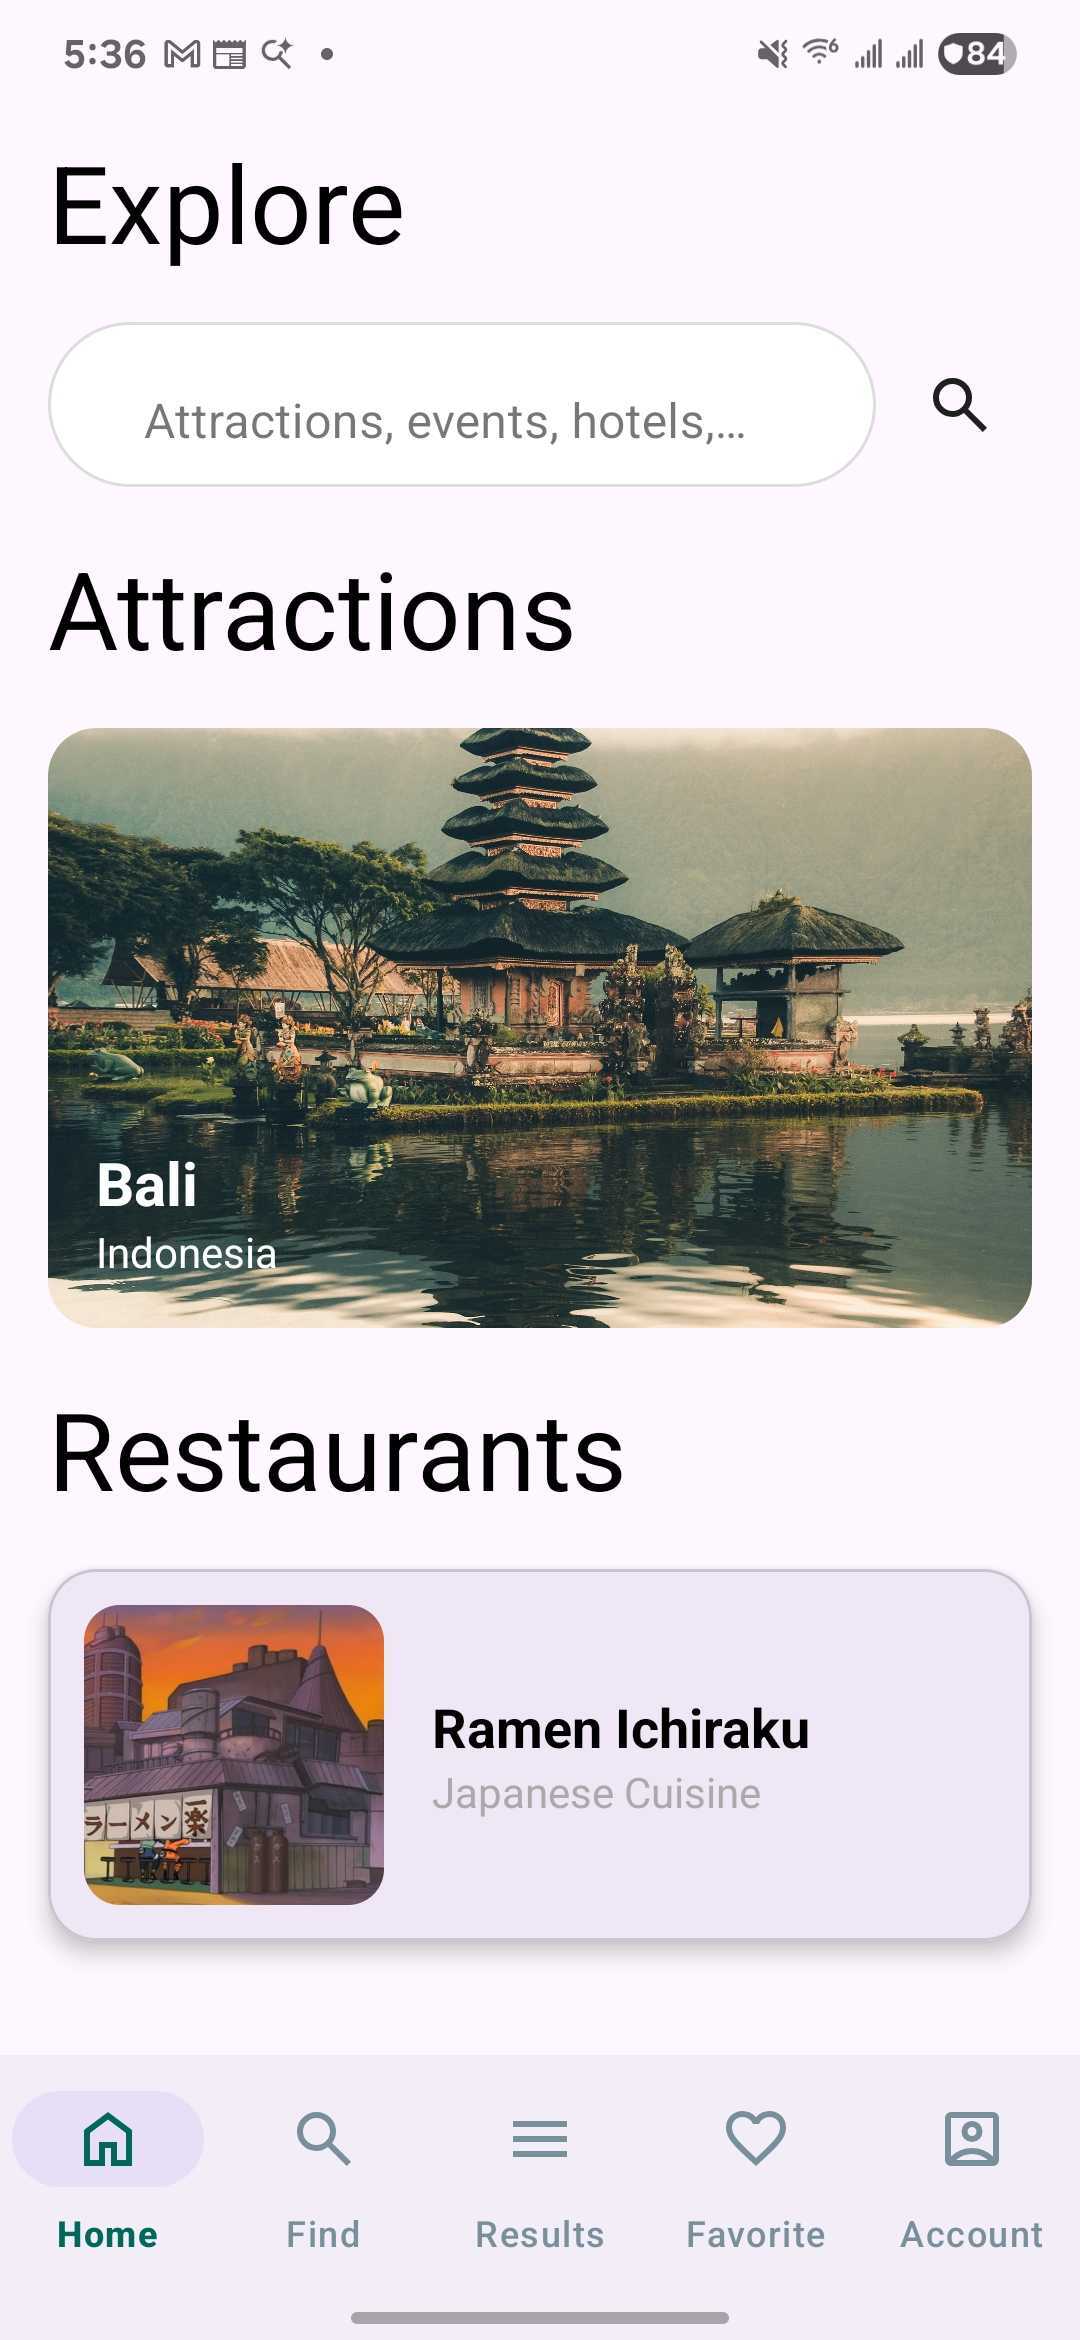 5:36
6
84
Explore
Attractions, events, hotels,…
Attractions
Bali
Indonesia
Restaurants
ラーメン一楽
Ramen Ichiraku
Japanese Cuisine
Home Find Results Favorite Account